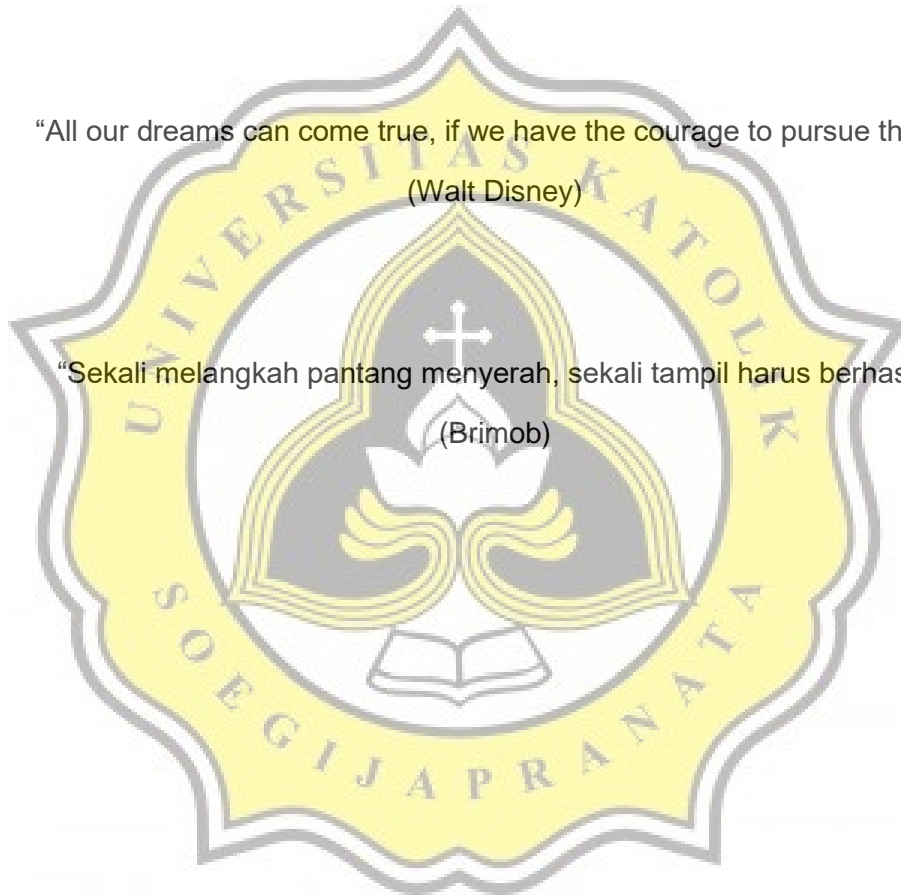 “All our dreams can come true, if we have the courage to pursue th
(Walt Disney)
“Sekali melangkah pantang menyerah, sekali tampil harus berhas
(Brimob)
UNIVERSITAS KATOLIK
SOEGIJAPRANATA